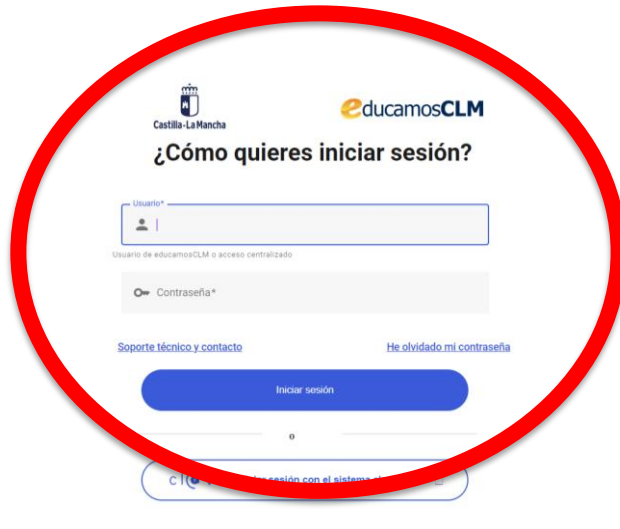 Castilla-La Mancha
educamosCLM
¿Cómo quieres iniciar sesión?
Usuario*
Usuario de educamosCLM o acceso centralizado
Contraseña*
Soporte técnico y contacto He olvidado mi contraseña
Iniciar sesión
o
sesión con el sistema